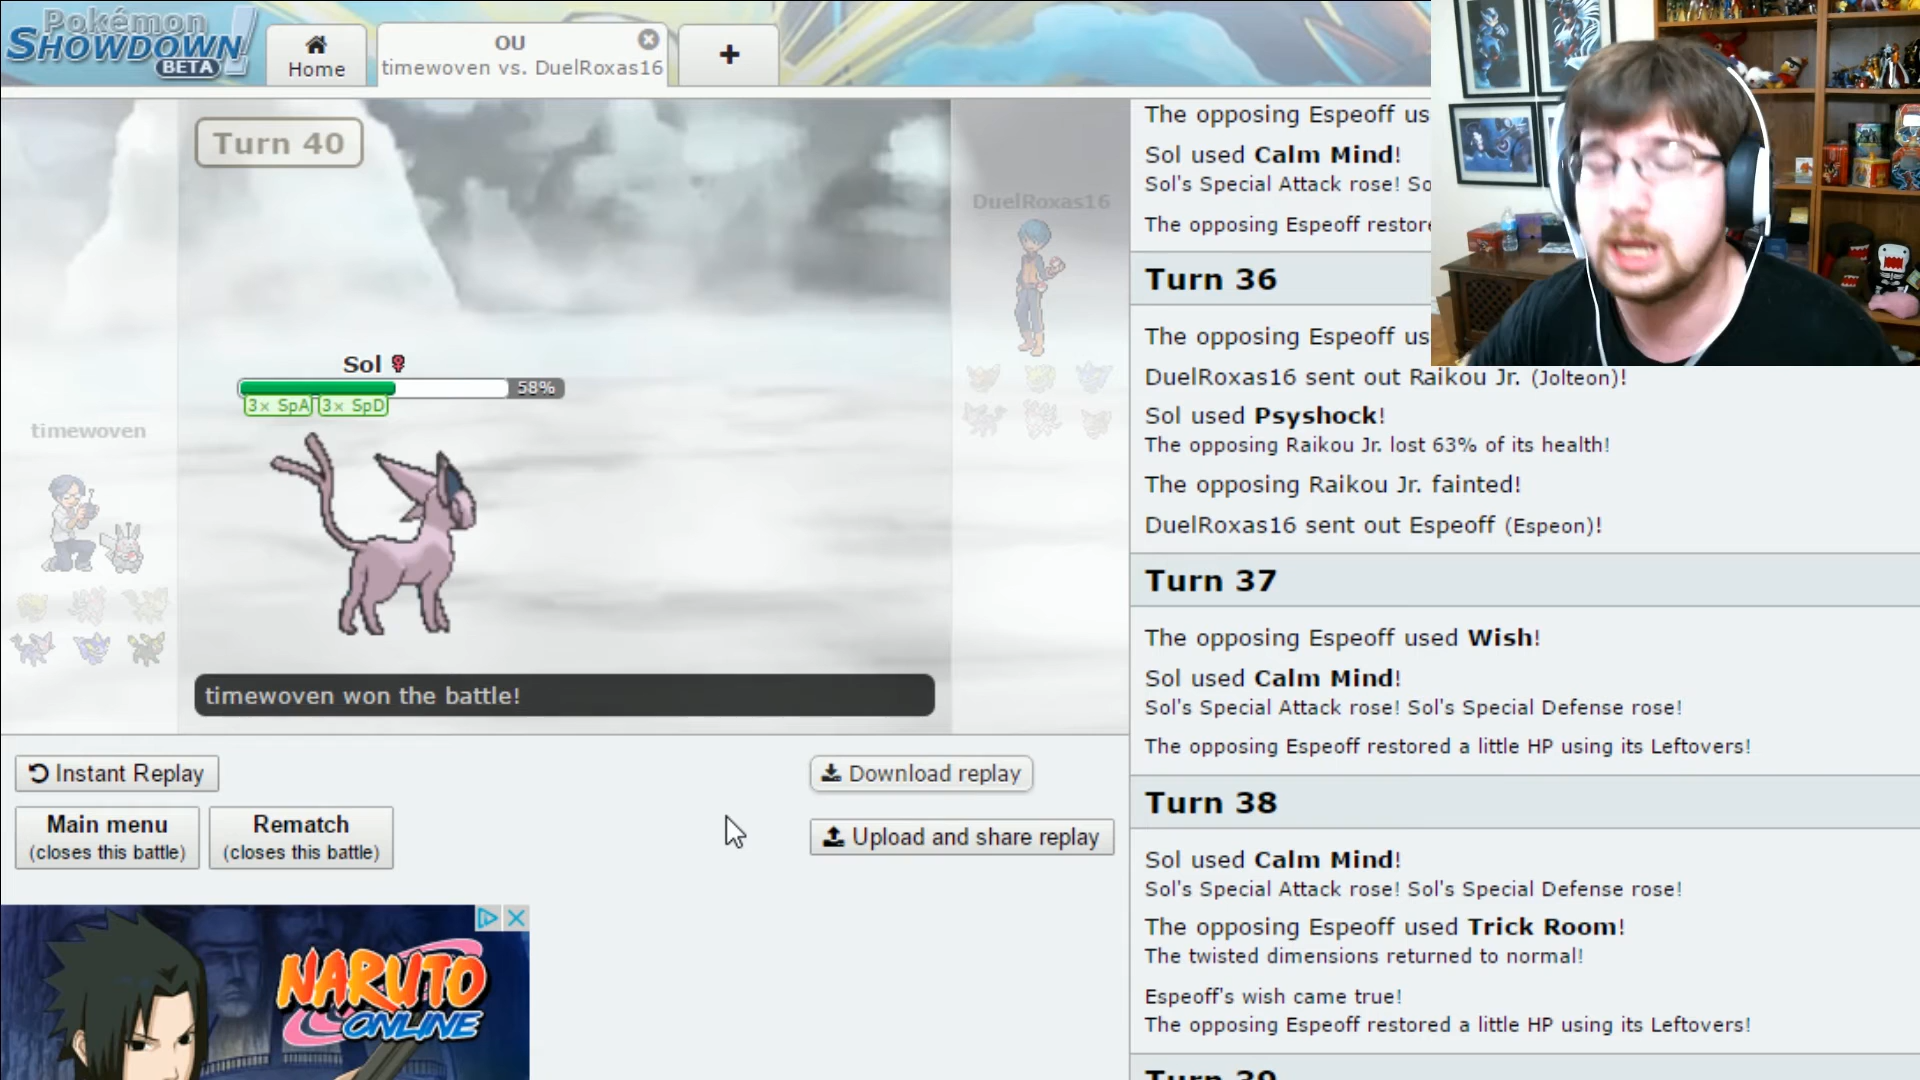 Pokémon
SHOWDOWN!
BETA
Home
OU
timewoven vs. DuelRoxas16
Turn 40
DuelRoxas16
Sol
58%
3× SpA
3× SpD
timewoven
timewoven won the battle!
Instant Replay
Download replay
Main menu
(closes this battle)
Rematch
(closes this battle)
Upload and share replay
NARUTO
ONLINE
The opposing Espeoff us
Sol used Calm Mind!
Sol's Special Attack rose! So
The opposing Espeoff restore
Turn 36
The opposing Espeoff us
DuelRoxas16 sent out Raikou Jr. (Jolteon)!
Sol used Psyshock!
The opposing Raikou Jr. lost 63% of its health!
The opposing Raikou Jr. fainted!
DuelRoxas16 sent out Espeoff (Espeon)!
Turn 37
The opposing Espeoff used Wish!
Sol used Calm Mind!
Sol's Special Attack rose! Sol's Special Defense rose!
The opposing Espeoff restored a little HP using its Leftovers!
Turn 38
Sol used Calm Mind!
Sol's Special Attack rose! Sol's Special Defense rose!
The opposing Espeoff used Trick Room!
The twisted dimensions returned to normal!
Espeoff's wish came true!
The opposing Espeoff restored a little HP using its Leftovers!
Turn 39